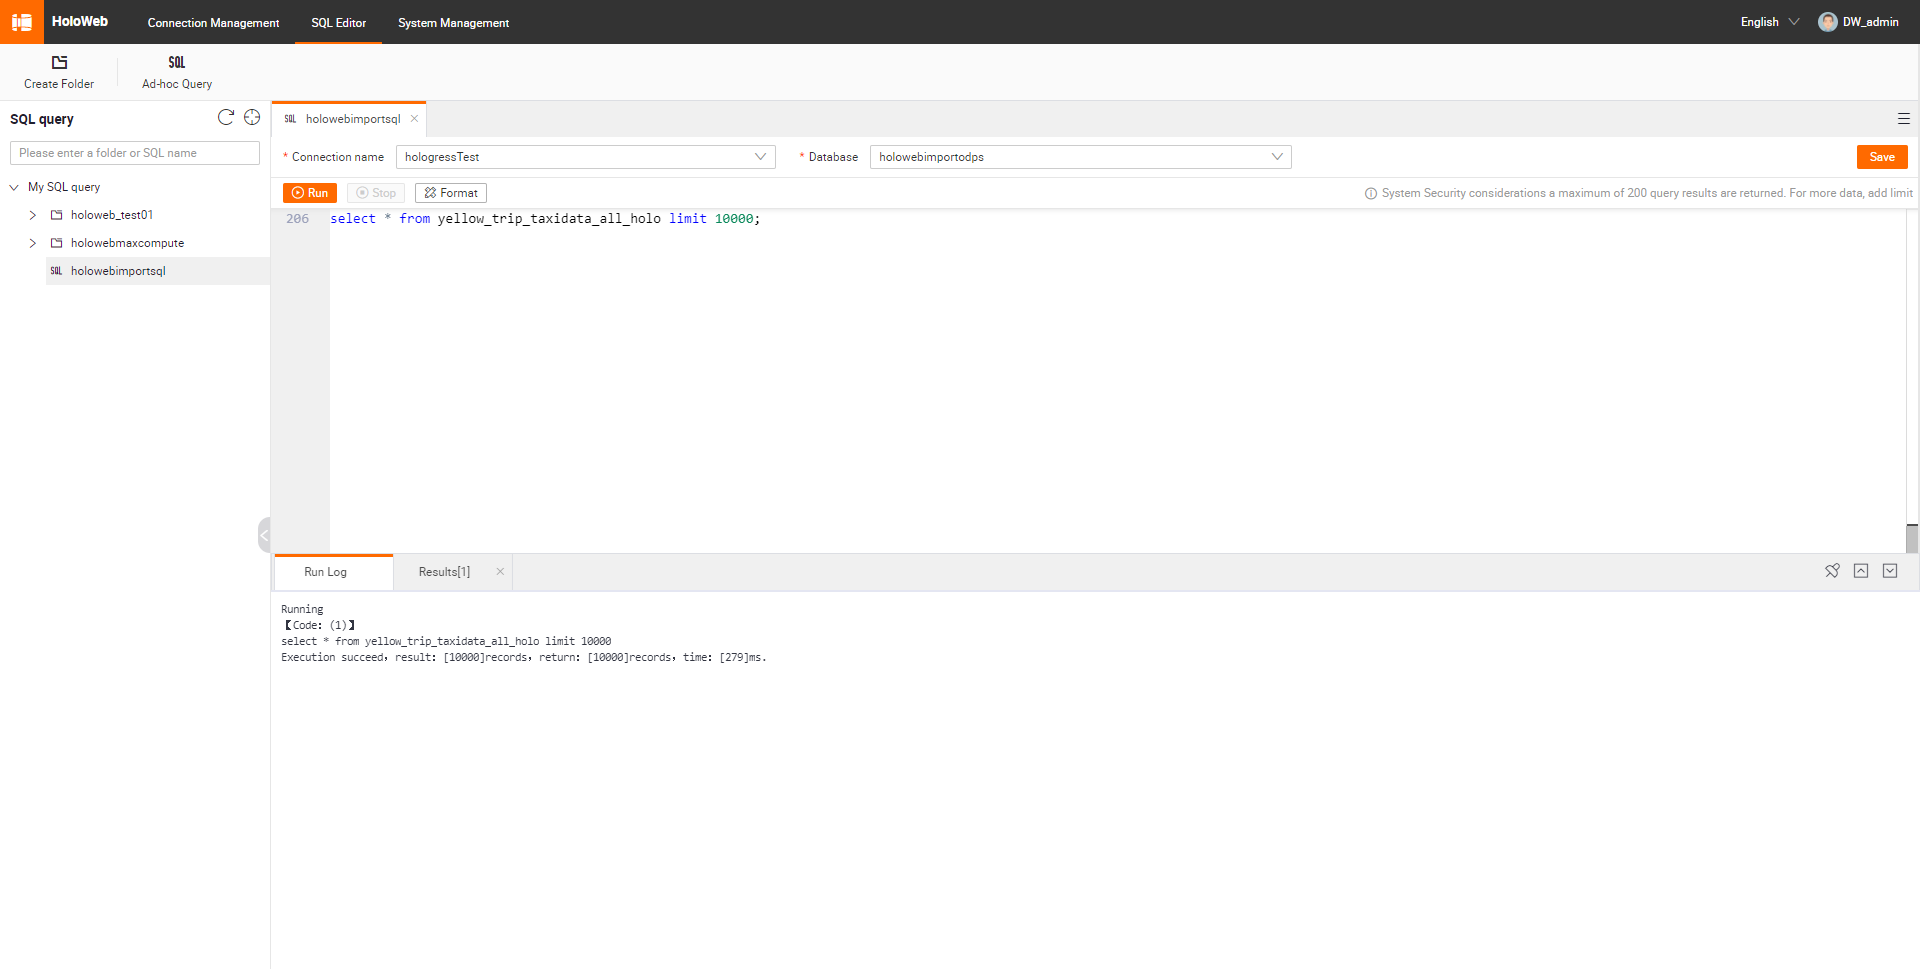 HoloWeb
Connection Management
SQL Editor
System Management
English
DW_admin
Create Folder
SQL
Ad-hoc Query
SQL query
Please enter a folder or SQL name
My SQL query
holoweb_test01
holowebmaxcompute
SQL holowebimportsql
SQL holowebimportsql
* Connection name hologressTest
* Database holowebimportodps
Save
Run
Stop
Format
System Security considerations a maximum of 200 query results are returned. For more data, add limit
206 select * from yellow_trip_taxidata_all_holo limit 10000;
Run Log
Results[1]
Running
【Code: (1)】
select * from yellow_trip_taxidata_all_holo limit 10000
Execution succeed, result: [10000]records, return: [10000]records, time: [279]ms.